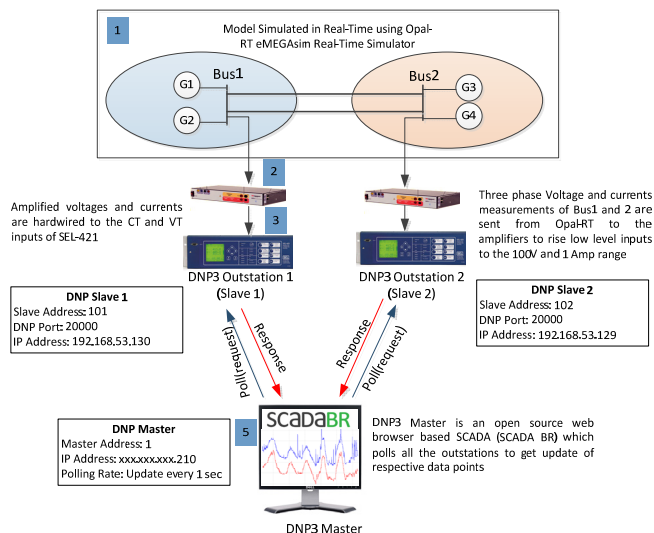 1
Model Simulated in Real-Time using Opal-
RT eMEGAsim Real-Time Simulator
Bus1
Bus2
G1
G2
G3
G4
2
3
Amplified voltages and currents
are hardwired to the CT and VT
inputs of SEL-421
Three phase Voltage and currents
measurements of Bus1 and 2 are
sent from Opal-RT to the
amplifiers to rise low level inputs
to the 100V and 1 Amp range
DNP3 Outstation 1
(Slave 1)
DNP3 Outstation 2
(Slave 2)
DNP Slave 1
Slave Address: 101
DNP Port: 20000
IP Address: 192.168.53.130
DNP Slave 2
Slave Address: 102
DNP Port: 20000
IP Address: 192.168.53.129
Poll(request)
Response
Response
Poll(request)
5
SCADABR
DNP Master
Master Address: 1
IP Address: xxx.xxx.xxx.210
Polling Rate: Update every 1 sec
DNP3 Master is an open source web
browser based SCADA (SCADA BR) which
polls all the outstations to get update of
respective data points
DNP3 Master